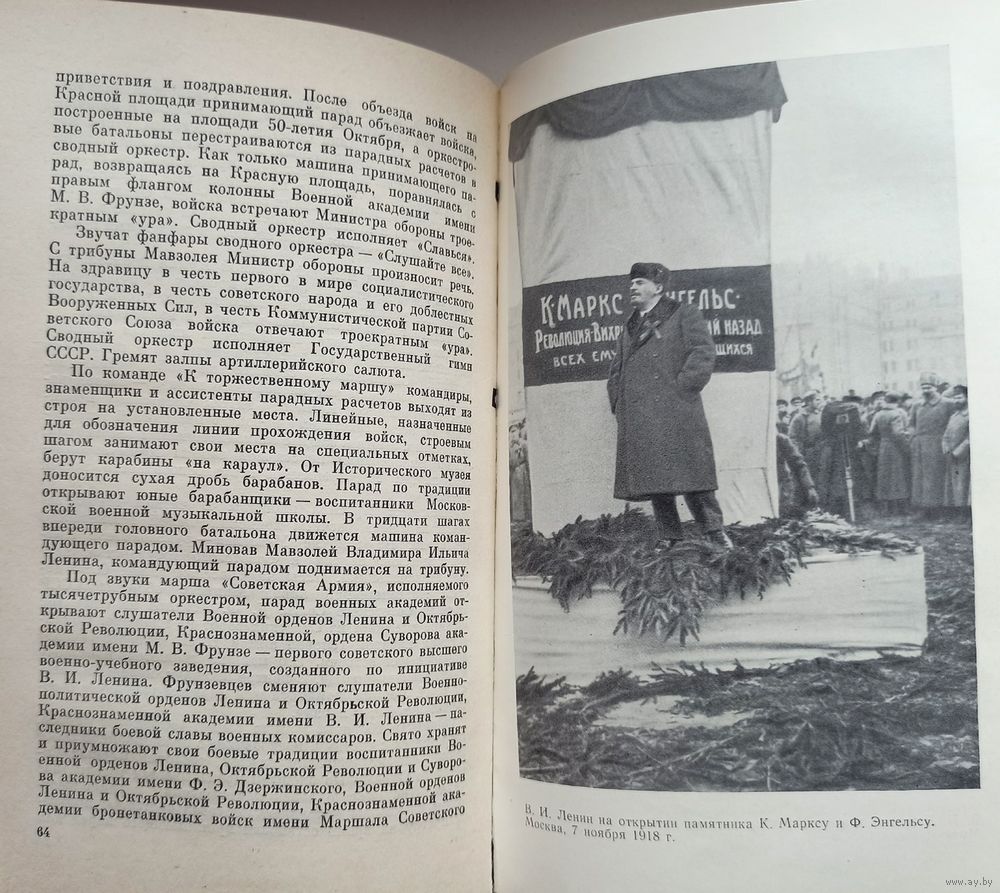 приветствия и поздравления. После объезда войск на
Красной площади принимающий парад объезжает войска,
построенные на площади 50-летия Октября, а оркестро-
вые батальоны перестраиваются из парадных расчетов в
сводный оркестр. Как только машина принимающего па-
рад, возвращаясь на Красную площадь, поравнялась с
правым флангом колонны Военной академии имени
М. В. Фрунзе, войска встречают Министра обороны трое-
кратным «ура». Сводный оркестр исполняет «Славься».
Звучат фанфары сводного оркестра — «Слушайте все».
С трибуны Мавзолея Министр обороны произносит речь.
На здравицу в честь первого в мире социалистического
государства, в честь советского народа и его доблестных
Вооруженных Сил, в честь Коммунистической партии Со-
ветского Союза войска отвечают троекратным «ура».
Сводный оркестр исполняет Государственный гимн
СССР. Гремят залпы артиллерийского салюта.
По команде «К торжественному маршу» командиры,
знаменщики и ассистенты парадных расчетов выходят из
строя на установленные места. Линейные, назначенные
для обозначения линии прохождения войск, строевым
шагом занимают свои места на специальных отметках,
берут карабины «на караул». От Исторического музея
доносится сухая дробь барабанов. Парад по традиции
открывают юные барабанщики — воспитанники Москов-
ской военной музыкальной школы. В тридцати шагах
впереди головного батальона движется машина коман-
дующего парадом. Миновав Мавзолей Владимира Ильича
Ленина, командующий парадом поднимается на трибуну.
Под звуки марша «Советская Армия», исполняемого
тысячетрубным оркестром, парад военных академий от-
крывают слушатели Военной орденов Ленина и Октябрь-
ской Революции, Краснознаменной, ордена Суворова ака-
демии имени М. В. Фрунзе — первого советского высшего
военно-учебного заведения, созданного по инициативе
В. И. Ленина. Фрунзевцев сменяют слушатели Военно-
политической орденов Ленина и Октябрьской Революции,
Краснознаменной академии имени В. И. Ленина — на-
следники боевой славы военных комиссаров. Свято хранят
и приумножают свои боевые традиции воспитанники Во-
енной орденов Ленина, Октябрьской Революции и Суворо-
ва академии имени Ф. Э. Дзержинского, Военной орденов
Ленина и Октябрьской Революции, Краснознаменной ака-
демии бронетанковых войск имени Маршала Советского
64
К·МАРКС НГЕЛЬС·
РЕВОЛЮЦИЯ-ВИХР ИЙ НАЗАД
ВСЕХ ЕМУ ЩИХСЯ
В. И. Ленин на открытии памятника К. Марксу и Ф. Энгельсу.
Москва, 7 ноября 1918 г.
www.ay.by